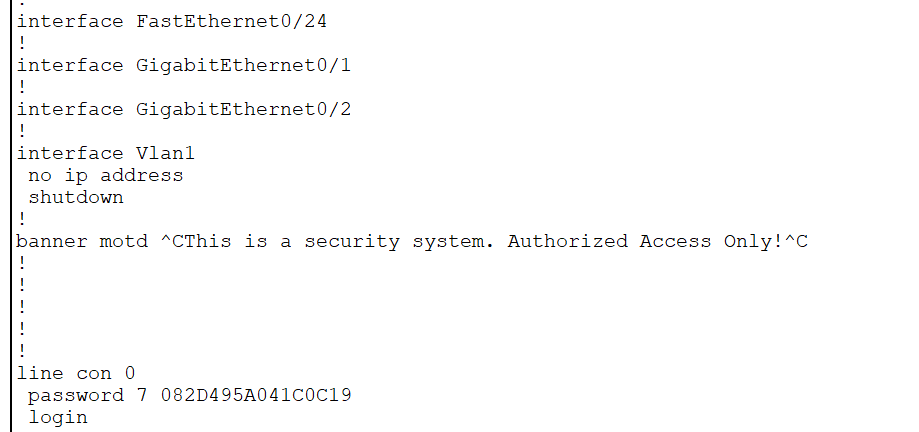 !
interface FastEthernet0/24
!
interface GigabitEthernet0/1
!
interface GigabitEthernet0/2
!
interface Vlan1
 no ip address
 shutdown
!
banner motd ^CThis is a security system. Authorized Access Only!^C
!
!
!
!
!
line con 0
 password 7 082D495A041C0C19
 login